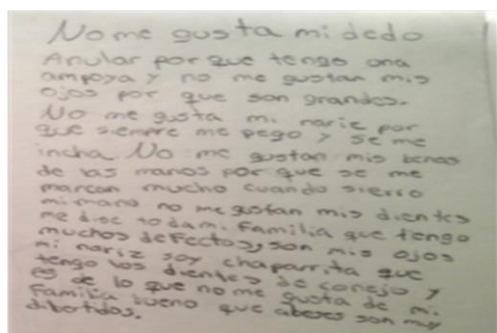 No me gusta mi dedo
Anular por que tengo una
ampoya y no me gustan mis
ojos por que son grandes.
No me gusta mi nariz por
que siempre me pego y se me
incha No me gustan mis benas
de las manos por que se me
marcan mucho cuando sierro
mi mano no me gustan mis dientes
me dise toda mi Familia que tengo
muchos defectos, son mis ojos
mi nariz soy chaparrita que
tengo los dientes de conejo y
es de lo que no me gusta de mi
Familia bueno que abeses son muy
dibertidos.